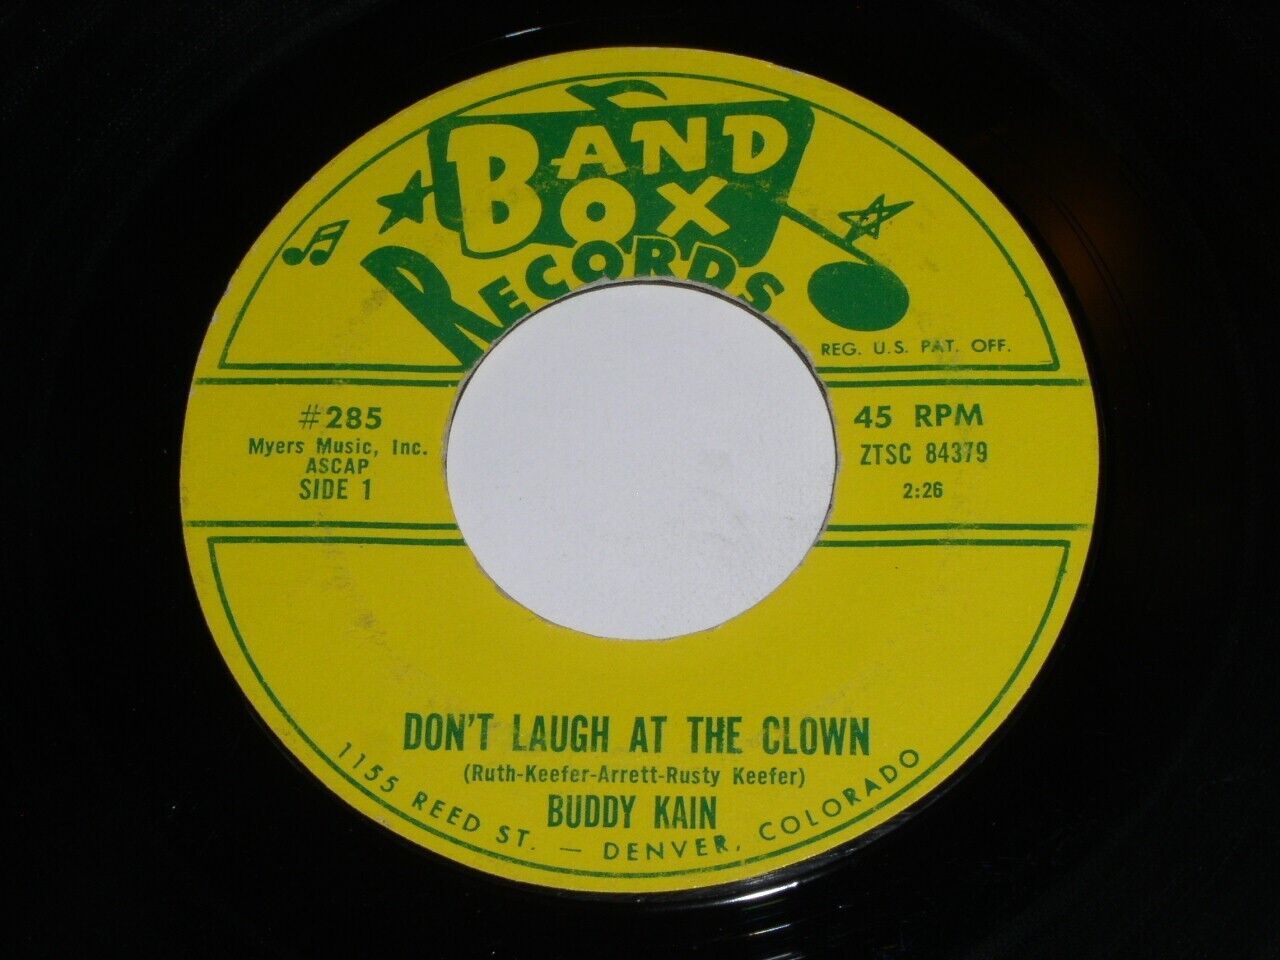 BAND
BOX
RECORDS
REG. U.S. PAT. OFF.
#285
Myers Music, Inc.
ASCAP
SIDE 1
45 RPM
ZTSC 84379
2:26
DON'T LAUGH AT THE CLOWN
(Ruth-Keefer-Arrett-Rusty Keefer)
BUDDY KAIN
1155 REED ST. — DENVER, COLORADO